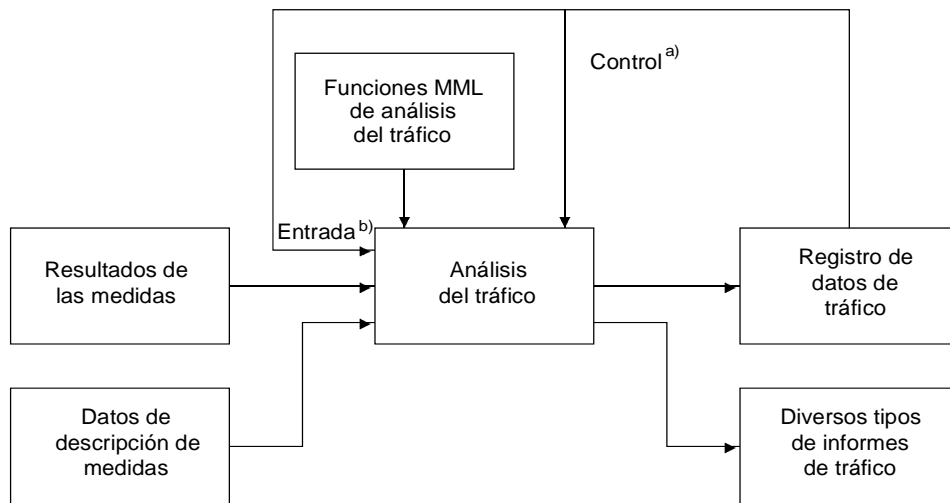 Control a)
Funciones MML
de análisis
del tráfico
Entrada b)
Resultados de
las medidas
Análisis
del tráfico
Registro de
datos de
tráfico
Datos de
descripción de
medidas
Diversos tipos
de informes
de tráfico